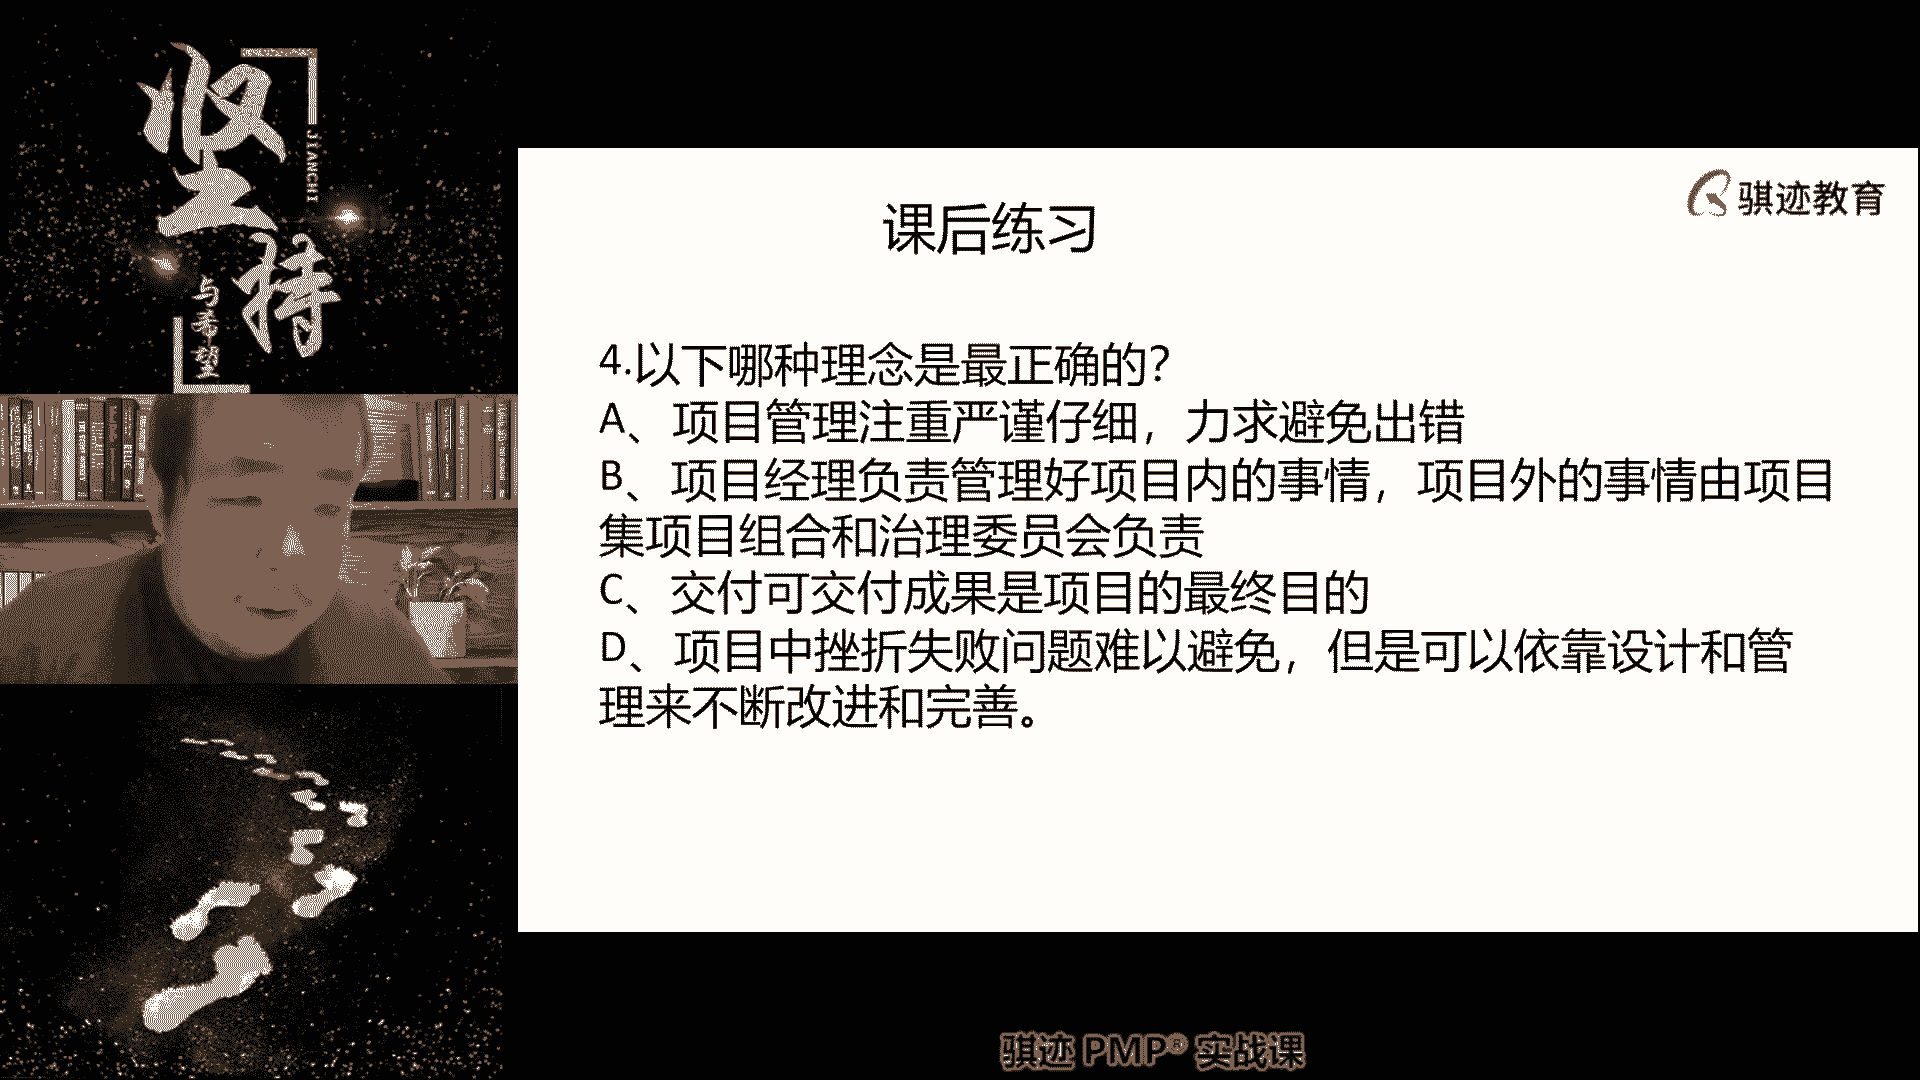 坚持
JIANCHI
与希望
骐迹教育
课后练习
4.以下哪种理念是最正确的?
A、项目管理注重严谨仔细，力求避免出错
B、项目经理负责管理好项目内的事情，项目外的事情由项目
集项目组合和治理委员会负责
C、交付可交付成果是项目的最终目的
D、项目中挫折失败问题难以避免，但是可以依靠设计和管
理来不断改进和完善。
骐迹 PMP® 实战课